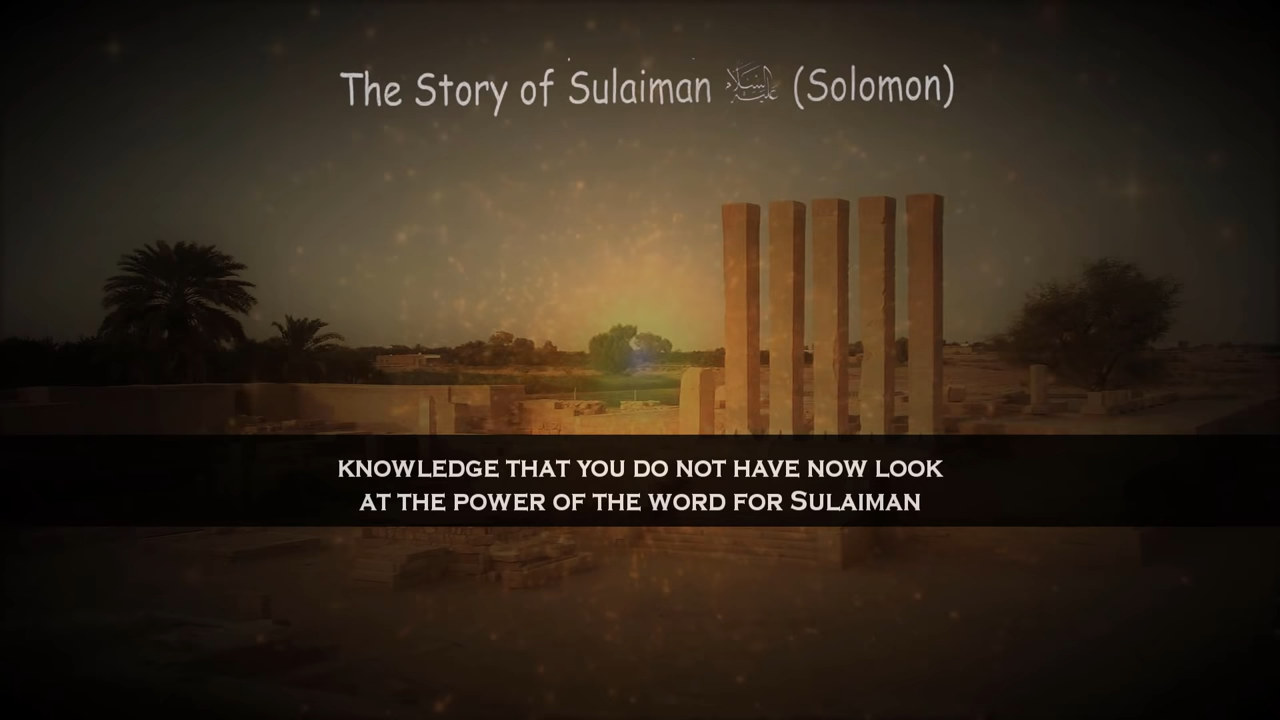 The Story of Sulaiman عليه السلام (Solomon)
KNOWLEDGE THAT YOU DO NOT HAVE NOW LOOK
AT THE POWER OF THE WORD FOR SULAIMAN